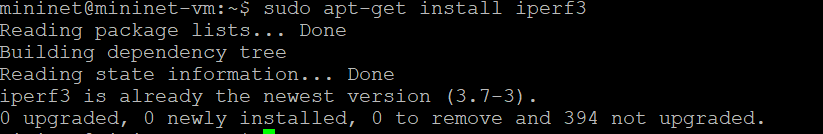 mininet@mininet-vm:~$ sudo apt-get install iperf3
Reading package lists... Done
Building dependency tree
Reading state information... Done
iperf3 is already the newest version (3.7-3).
0 upgraded, 0 newly installed, 0 to remove and 394 not upgraded.